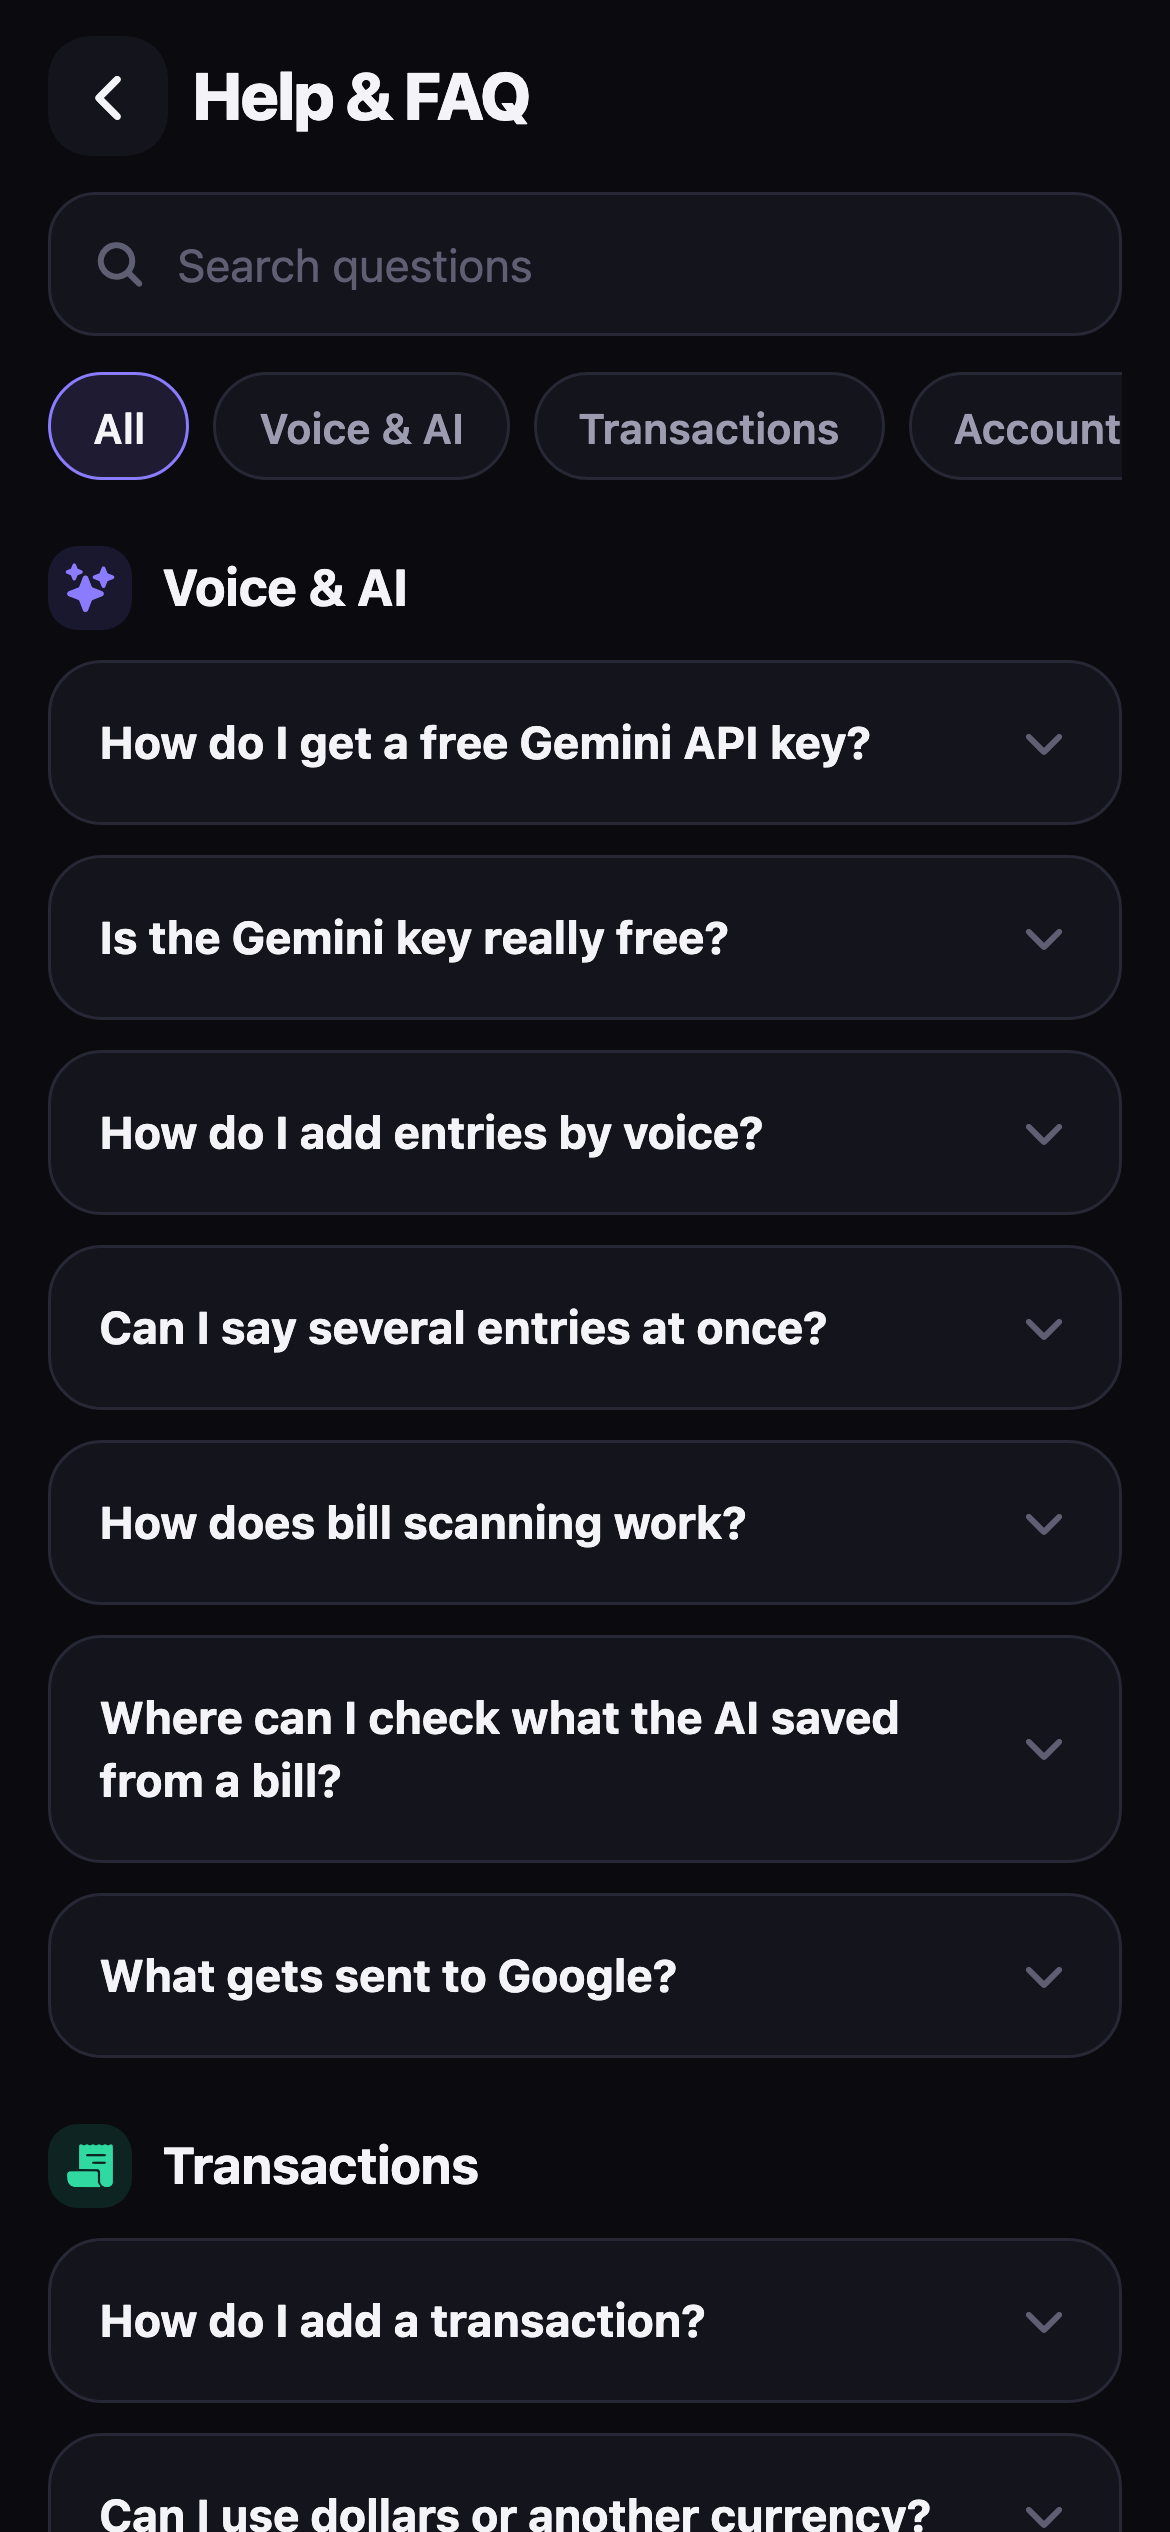 Help & FAQ
Search questions
All
Voice & AI
Transactions
Account
Voice & AI
How do I get a free Gemini API key?
Is the Gemini key really free?
How do I add entries by voice?
Can I say several entries at once?
How does bill scanning work?
Where can I check what the AI saved
from a bill?
What gets sent to Google?
Transactions
How do I add a transaction?
Can I use dollars or another currency?